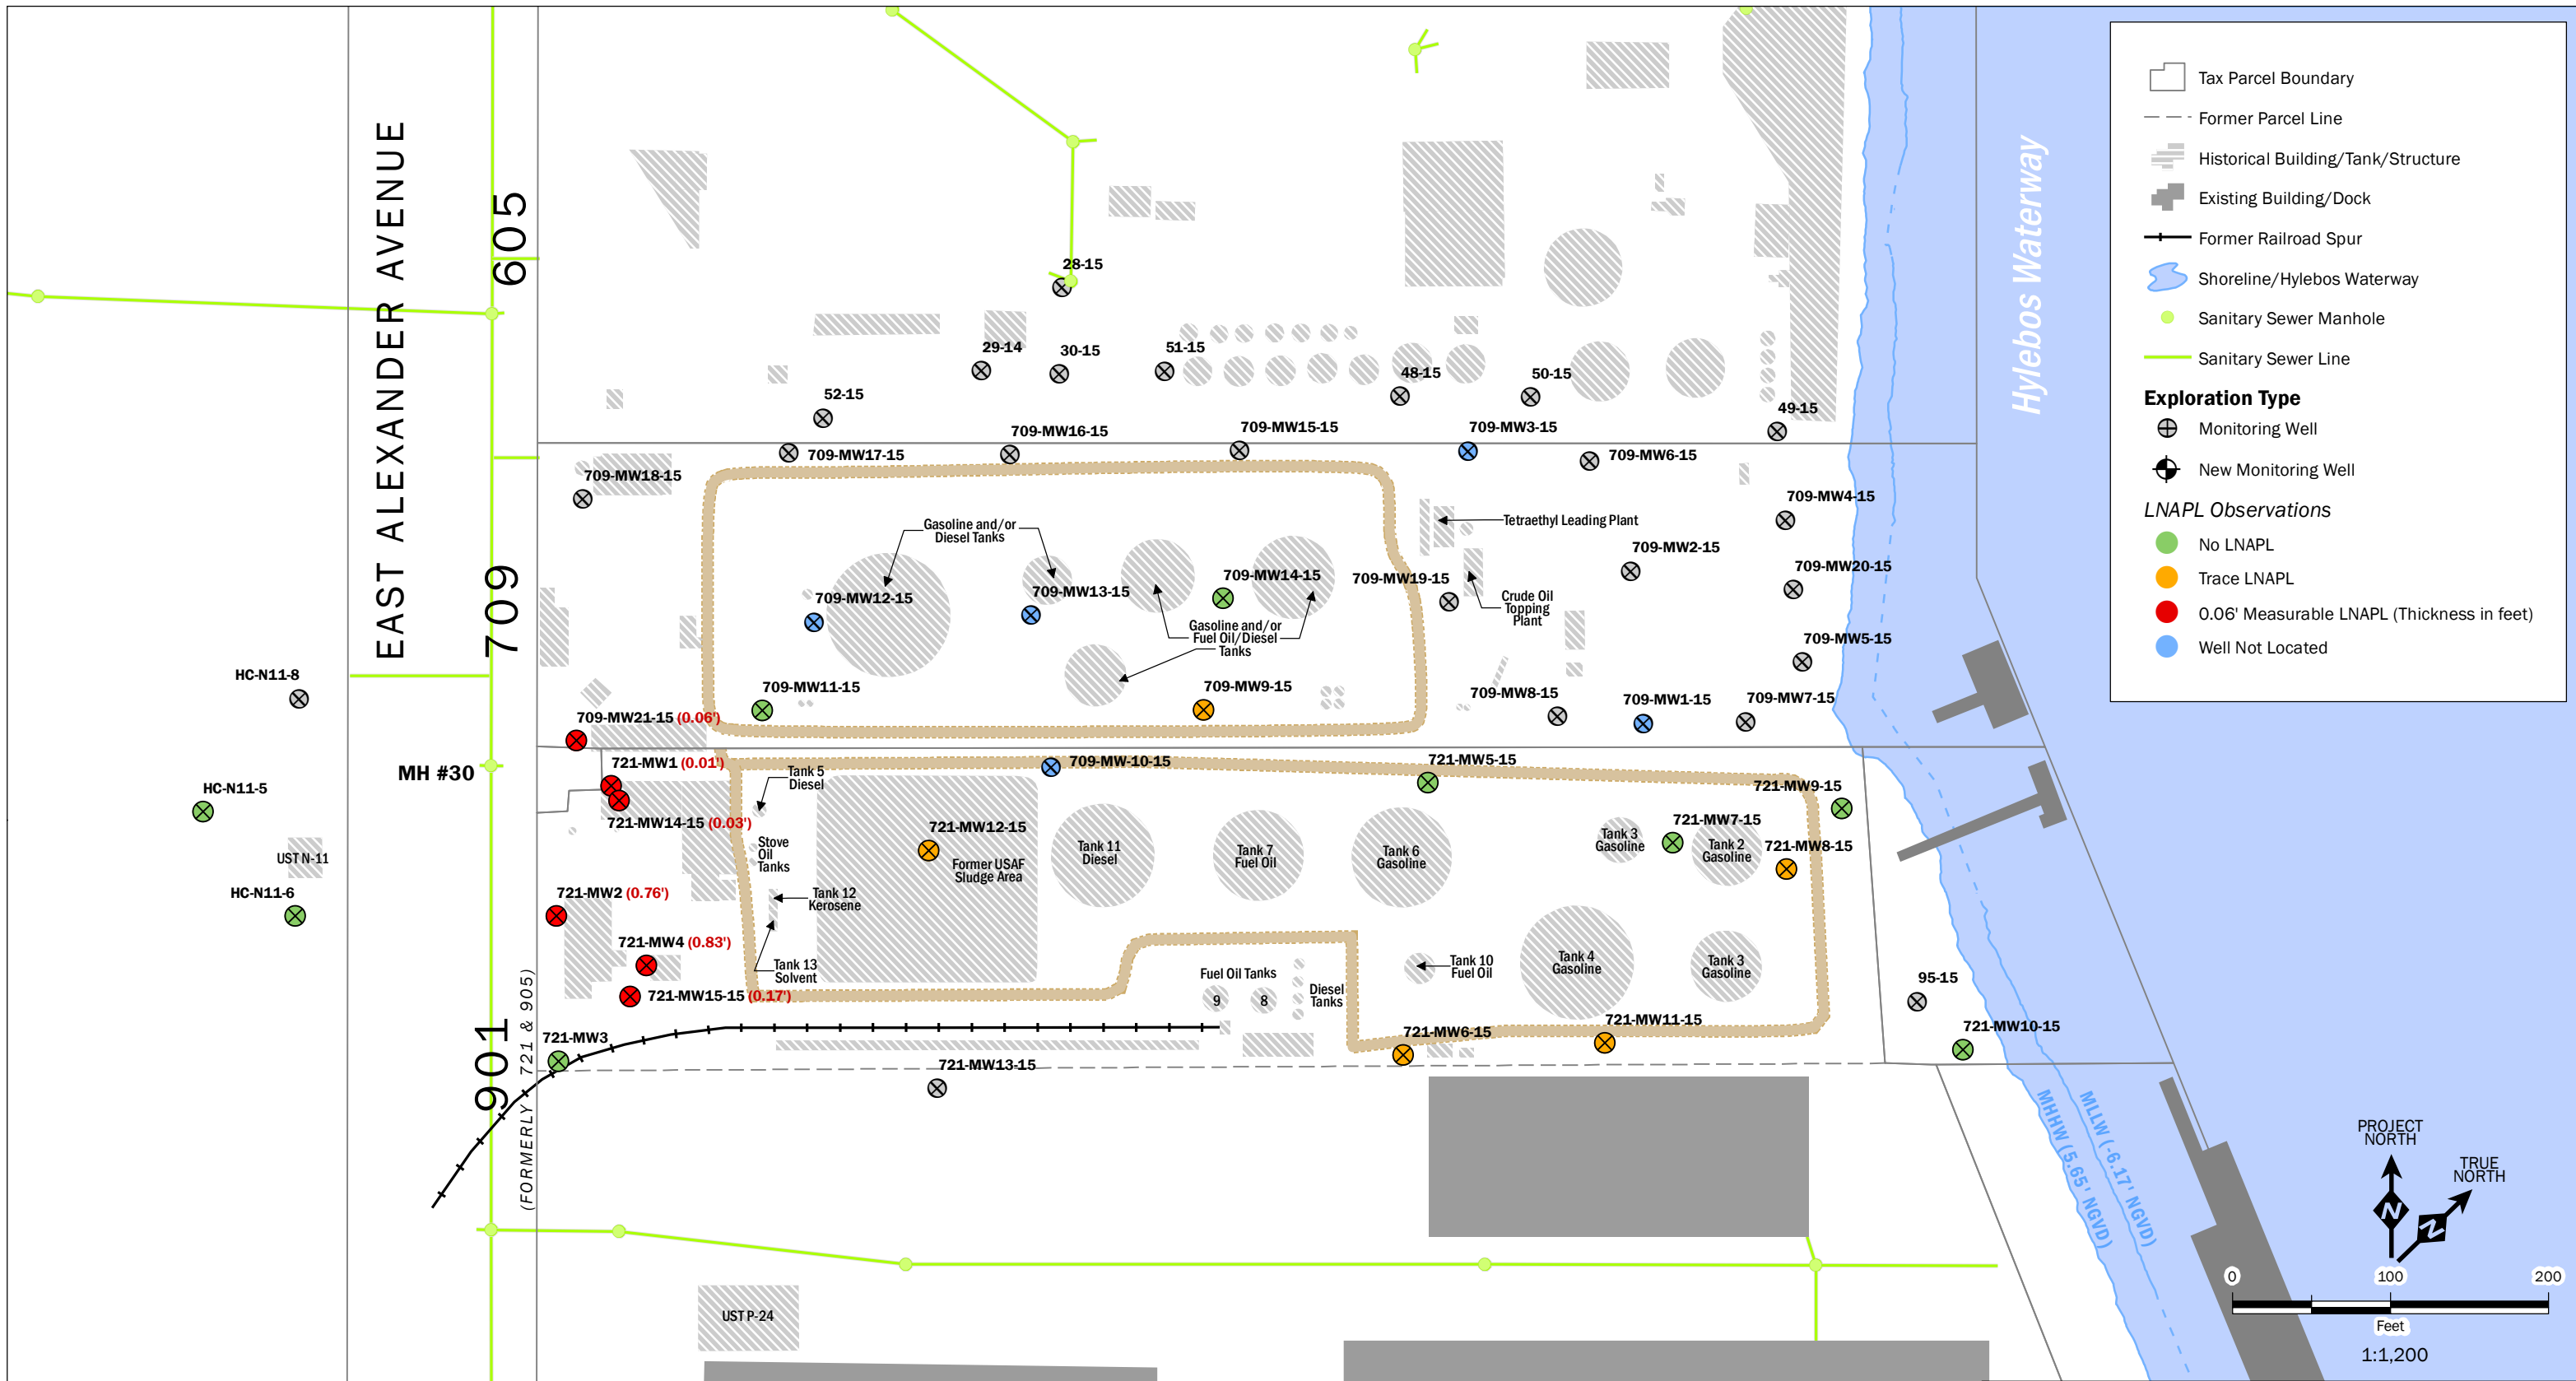 EAST ALEXANDER AVENUE
605
709
901
(FORMERLY 721 & 905)
28-15
29-14
30-15
51-15
48-15
50-15
49-15
52-15
709-MW16-15
709-MW15-15
709-MW3-15
709-MW17-15
709-MW6-15
709-MW18-15
709-MW4-15
Gasoline and/or
Diesel Tanks
Tetraethyl Leading Plant
709-MW2-15
709-MW20-15
709-MW12-15
709-MW13-15
709-MW14-15
709-MW19-15
Crude Oil
Topping
Plant
Gasoline and/or
Fuel Oil/Diesel
Tanks
709-MW5-15
HC-N11-8
709-MW11-15
709-MW9-15
709-MW8-15
709-MW1-15
709-MW7-15
709-MW21-15 (0.06')
MH #30
721-MW1 (0.01')
Tank 5
Diesel
709-MW-10-15
721-MW5-15
721-MW9-15
HC-N11-5
721-MW14-15 (0.03')
721-MW12-15
721-MW7-15
Stove
Oil
Tanks
Former USAF
Sludge Area
Tank 11
Diesel
Tank 7
Fuel Oil
Tank 6
Gasoline
Tank 3
Gasoline
Tank 2
Gasoline
721-MW8-15
UST N-11
HC-N11-6
721-MW2 (0.76')
Tank 12
Kerosene
721-MW4 (0.83')
Tank 13
Solvent
Fuel Oil Tanks
9
8
Diesel
Tanks
Tank 10
Fuel Oil
Tank 4
Gasoline
Tank 3
Gasoline
721-MW15-15 (0.17')
95-15
721-MW3
721-MW6-15
721-MW11-15
721-MW10-15
721-MW13-15
UST P-24
Hylebos Waterway
MHHW (5.65' NGVD)
MLLW (-6.17' NGVD)
Tax Parcel Boundary
Former Parcel Line
Historical Building/Tank/Structure
Existing Building/Dock
Former Railroad Spur
Shoreline/Hylebos Waterway
Sanitary Sewer Manhole
Sanitary Sewer Line
Exploration Type
Monitoring Well
New Monitoring Well
LNAPL Observations
No LNAPL
Trace LNAPL
0.06' Measurable LNAPL (Thickness in feet)
Well Not Located
PROJECT
NORTH
TRUE
NORTH
N
N
0 100 200
Feet
1:1,200